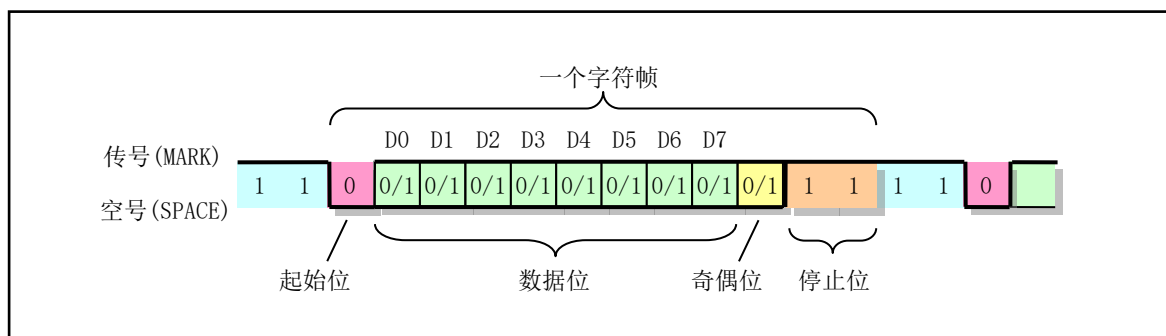 一个字符帧
D0 D1 D2 D3 D4 D5 D6 D7
传号(MARK)
1 1 0 0/1 0/1 0/1 0/1 0/1 0/1 0/1 0/1 0/1 1 1 1 1 0
空号(SPACE)
起始位 数据位 奇偶位 停止位